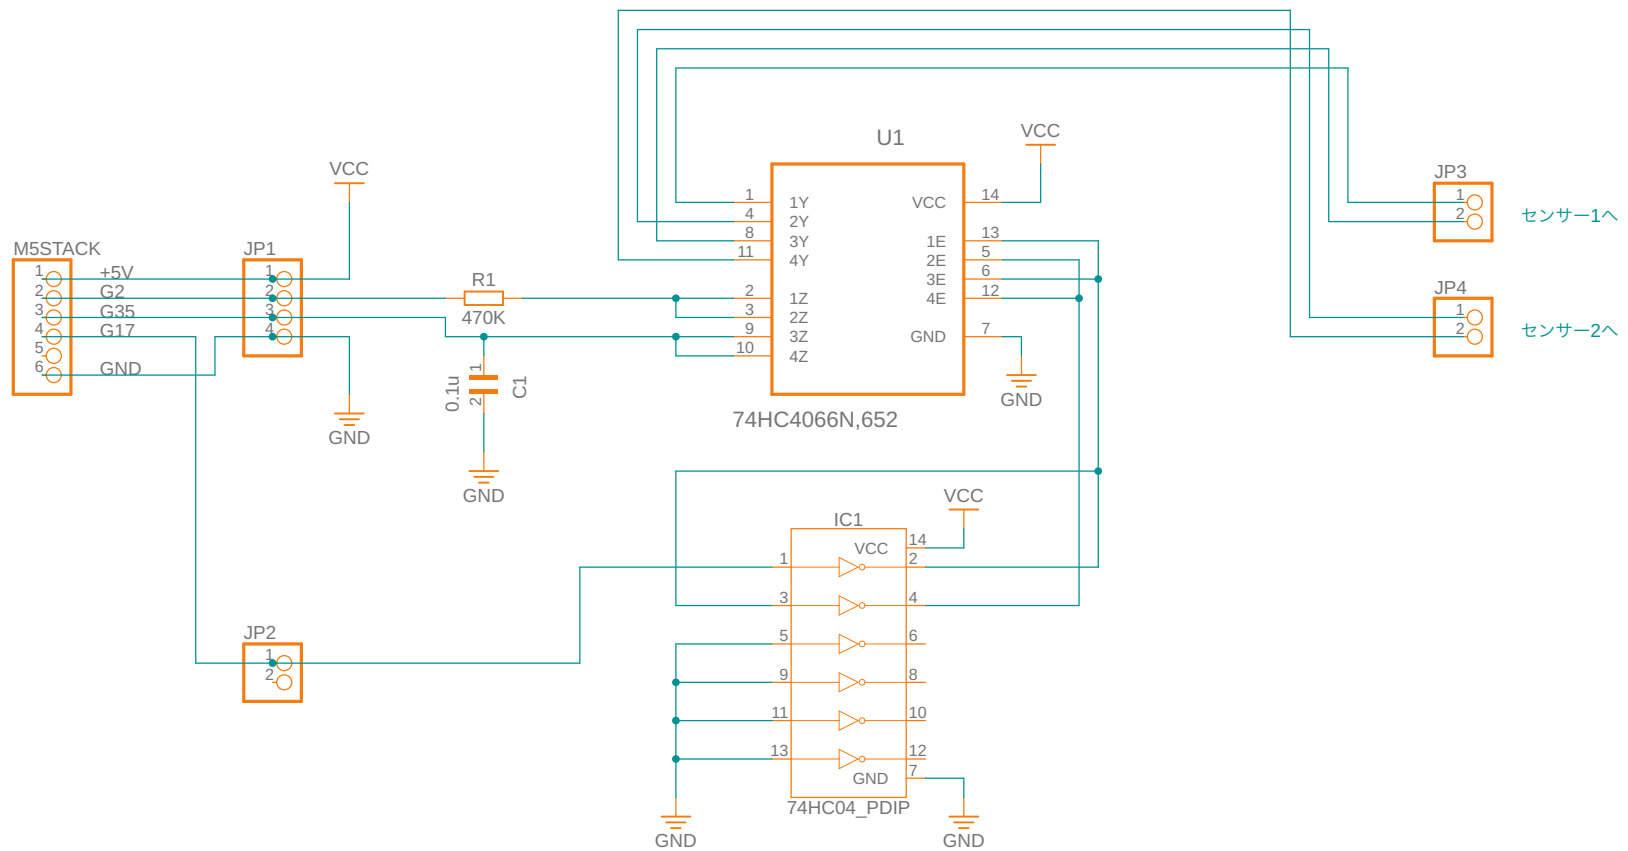 VCC
U1
VCC
M5STACK
JP1
1 +5V 1
2 G2 2
3 G35 3
4 G17 4
5
6 GND
GND
R1
470K
0.1u
1
2
C1
GND
1 1Y VCC 14
4 2Y
8 3Y 1E 13
11 4Y 2E 5
3E 6
2 1Z 4E 12
3 2Z
9 3Z GND 7
10 4Z
GND
74HC4066N,652
JP3
1
2
センサー1へ
JP4
1
2
センサー2へ
JP2
1
2
VCC
IC1
VCC 14
1 2
3 4
5 6
9 8
11 10
13 12
GND 7
74HC04_PDIP
GND
GND